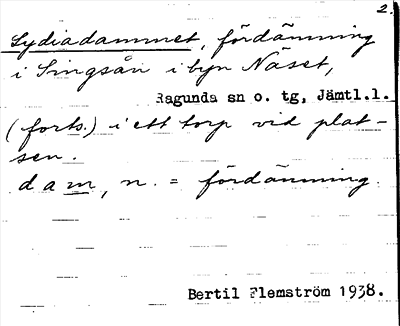 2.
Lydiadammet, fördämning
i Singsån i byn Näset,
Ragunda sn o. tg, Jämtl.l.
(forts.) i ett torp vid plat-
sen.
dam, n. = fördämning.
Bertil Flemström 1938.